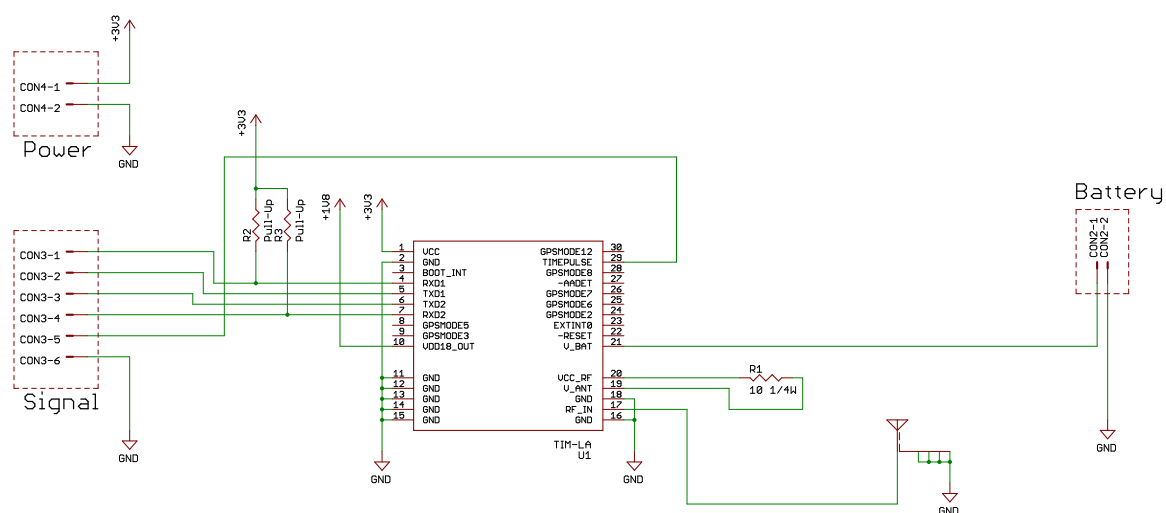 +3V3
CON4-1
CON4-2
Power
GND
+3V3
R2
Pull-Up
R3
Pull-Up
+1V8
+3V3
CON3-1
CON3-2
CON3-3
CON3-4
CON3-5
CON3-6
Signal
GND
1 VCC
2 GND
3 BOOT_INT
4 RXD1
5 TXD1
6 TXD2
7 RXD2
8 GPSMODE5
9 GPSMODE3
10 VDD18_OUT
11 GND
12 GND
13 GND
14 GND
15 GND
GPSMODE12 30
TIMEPULSE 29
GPSMODE8 28
-AADET 27
GPSMODE7 26
GPSMODE6 25
GPSMODE2 24
EXTINT0 23
-RESET 22
V_BAT 21
VCC_RF 20
V_ANT 19
GND 18
RF_IN 17
GND 16
TIM-LA
U1
GND
GND
R1
10 1/4W
Battery
CON2-1
CON2-2
GND
GND